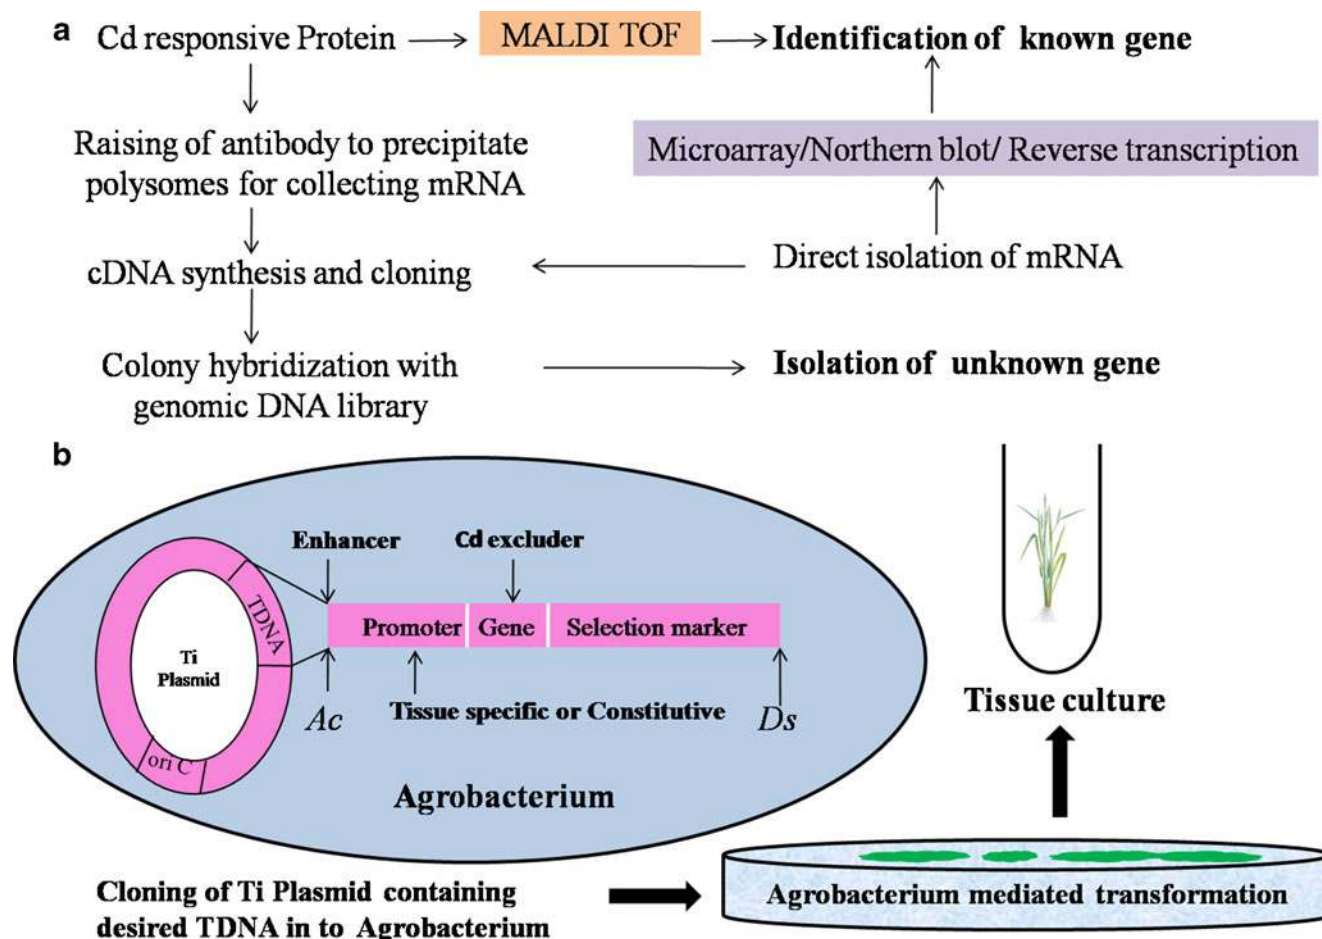 a
Cd responsive Protein
MALDI TOF
Identification of known gene
Raising of antibody to precipitate
polysomes for collecting mRNA
Microarray/Northern blot/ Reverse transcription
cDNA synthesis and cloning
Direct isolation of mRNA
Colony hybridization with
genomic DNA library
Isolation of unknown gene
b
Enhancer
Cd excluder
TDNA
Promoter
Gene
Selection marker
Ti
Plasmid
Ac
Tissue specific or Constitutive
Ds
ori C
Agrobacterium
Tissue culture
Cloning of Ti Plasmid containing
desired TDNA in to Agrobacterium
Agrobacterium mediated transformation